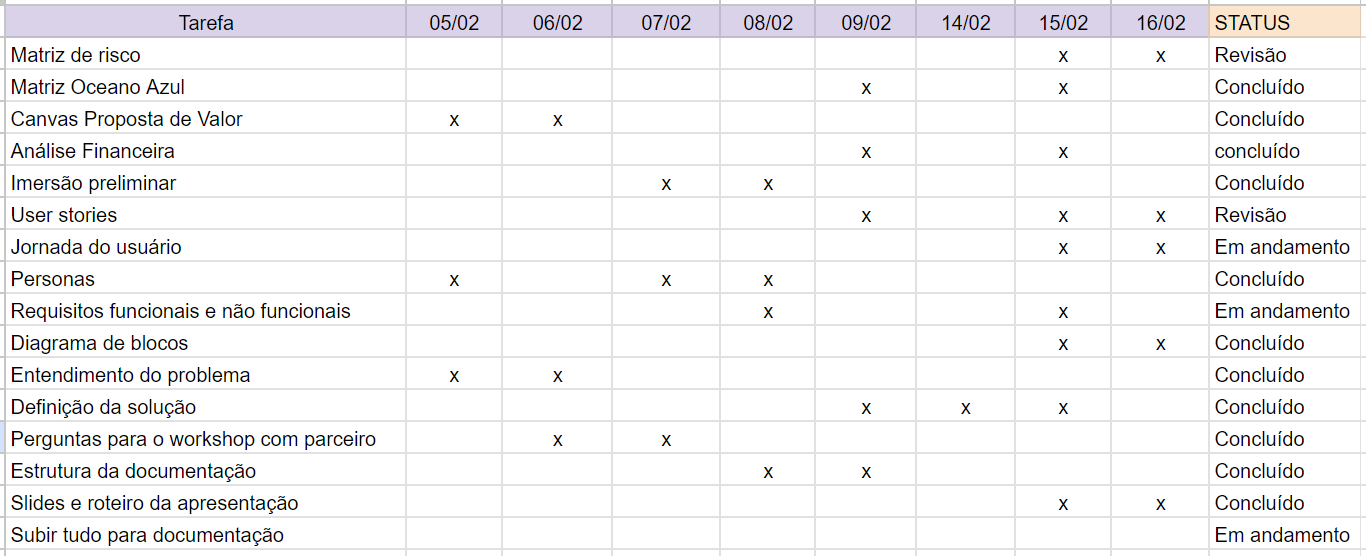 Tarefa 05/02 06/02 07/02 08/02 09/02 14/02 15/02 16/02 STATUS
Matriz de risco x x Revisão
Matriz Oceano Azul x x Concluído
Canvas Proposta de Valor x x Concluído
Análise Financeira x x concluído
Imersão preliminar x x Concluído
User stories x x x Revisão
Jornada do usuário x x Em andamento
Personas x x x Concluído
Requisitos funcionais e não funcionais x x Em andamento
Diagrama de blocos x x Concluído
Entendimento do problema x x Concluído
Definição da solução x x x Concluído
Perguntas para o workshop com parceiro x x Concluído
Estrutura da documentação x x Concluído
Slides e roteiro da apresentação x x Concluído
Subir tudo para documentação Em andamento